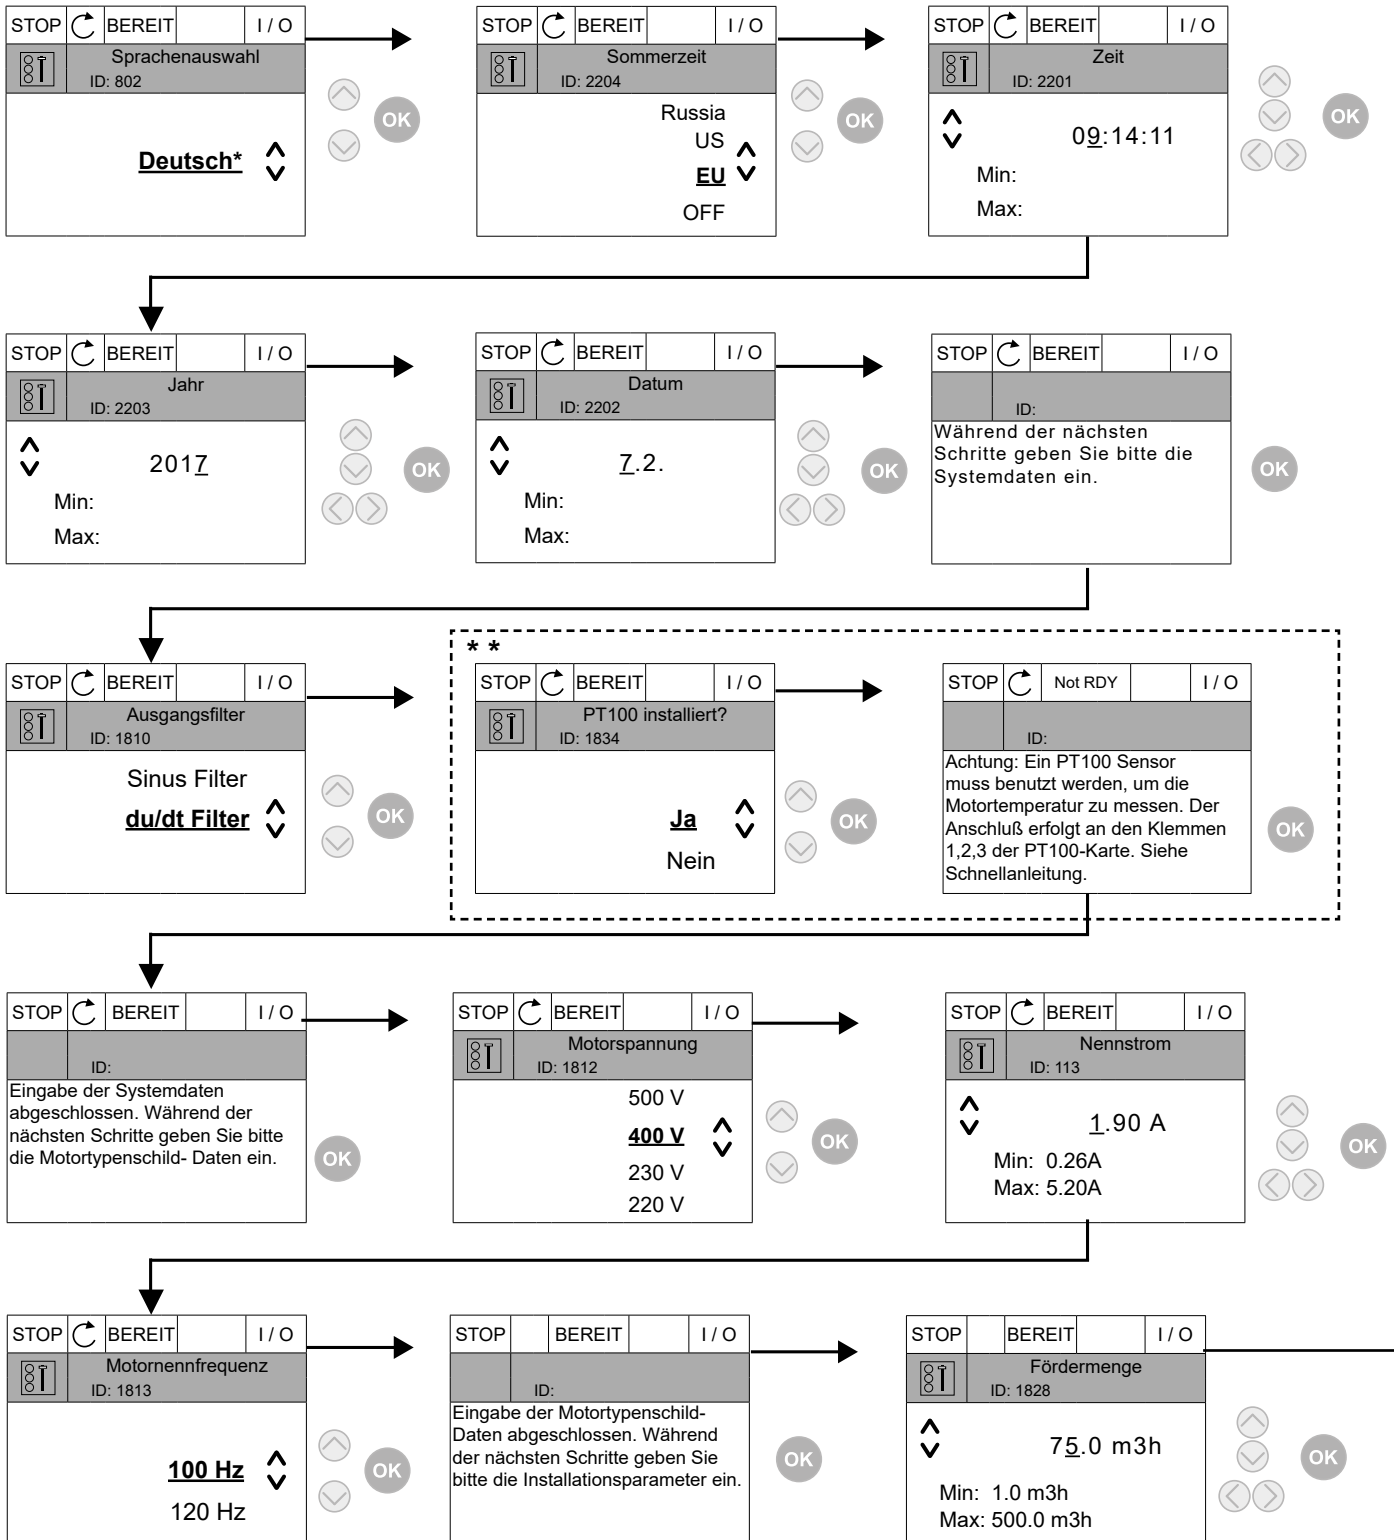 STOP BEREIT I / O
Sprachenauswahl
ID: 802
Deutsch*
OK
STOP BEREIT I / O
Sommerzeit
ID: 2204
Russia
US
EU
OFF
OK
STOP BEREIT I / O
Zeit
ID: 2201
09:14:11
Min:
Max:
OK
STOP BEREIT I / O
Jahr
ID: 2203
2017
Min:
Max:
OK
STOP BEREIT I / O
Datum
ID: 2202
7.2.
Min:
Max:
OK
STOP BEREIT I / O
ID:
Während der nächsten
Schritte geben Sie bitte die
Systemdaten ein.
OK
STOP BEREIT I / O
Ausgangsfilter
ID: 1810
Sinus Filter
du/dt Filter
OK
* *
STOP BEREIT I / O
PT100 installiert?
ID: 1834
Ja
Nein
OK
STOP Not RDY I / O
ID:
Achtung: Ein PT100 Sensor
muss benutzt werden, um die
Motortemperatur zu messen. Der
Anschluß erfolgt an den Klemmen
1,2,3 der PT100-Karte. Siehe
Schnellanleitung.
OK
STOP BEREIT I / O
ID:
Eingabe der Systemdaten
abgeschlossen. Während der
nächsten Schritte geben Sie bitte
die Motortypenschild- Daten ein.
OK
STOP BEREIT I / O
Motorspannung
ID: 1812
500 V
400 V
230 V
220 V
OK
STOP BEREIT I / O
Nennstrom
ID: 113
1.90 A
Min: 0.26A
Max: 5.20A
OK
STOP BEREIT I / O
Motornennfrequenz
ID: 1813
100 Hz
120 Hz
OK
STOP BEREIT I / O
ID:
Eingabe der Motortypenschild-
Daten abgeschlossen. Während
der nächsten Schritte geben Sie
bitte die Installationsparameter ein.
OK
STOP BEREIT I / O
Fördermenge
ID: 1828
75.0 m3h
Min: 1.0 m3h
Max: 500.0 m3h
OK